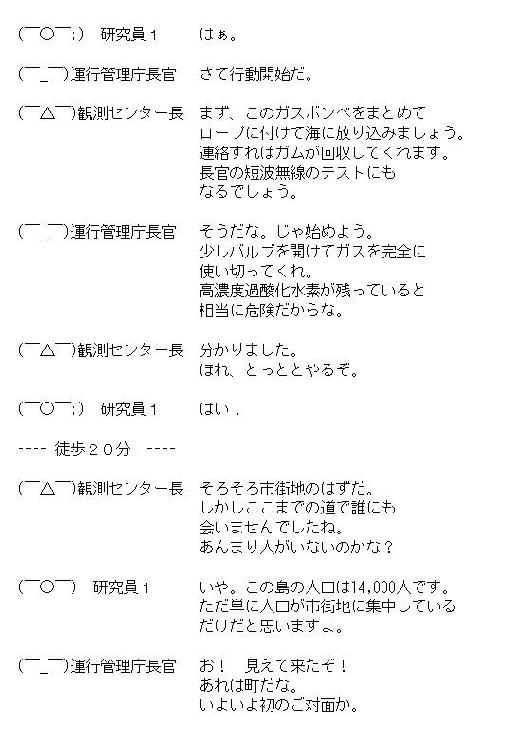 (￣○￣;)　研究員１　　はぁ。
(￣_￣)運行管理庁長官　さて行動開始だ。
(￣△￣)観測センター長　まず、このガスボンベをまとめて
ロープに付けて海に放り込みましょう。
連絡すればガムが回収してくれます。
長官の短波無線のテストにも
なるでしょう。
(￣_￣)運行管理庁長官　そうだな。じゃ始めよう。
少しバルブを開けてガスを完全に
使い切ってくれ。
高濃度過酸化水素が残っていると
相当に危険だからな。
(￣△￣)観測センター長　分かりました。
ほれ、とっととやるぞ。
(￣○￣;)　研究員１　　はい．
---- 徒歩２０分　----
(￣△￣)観測センター長　そろそろ市街地のはずだ。
しかしここまでの道で誰にも
会いませんでしたね。
あんまり人がいないのかな？
(￣○￣)　研究員１　　いや。この島の人口は14,000人です。
ただ単に人口が市街地に集中している
だけだと思いますよ。
(￣_￣)運行管理庁長官　お！　見えて来たぞ！
あれは町だな。
いよいよ初のご対面か。